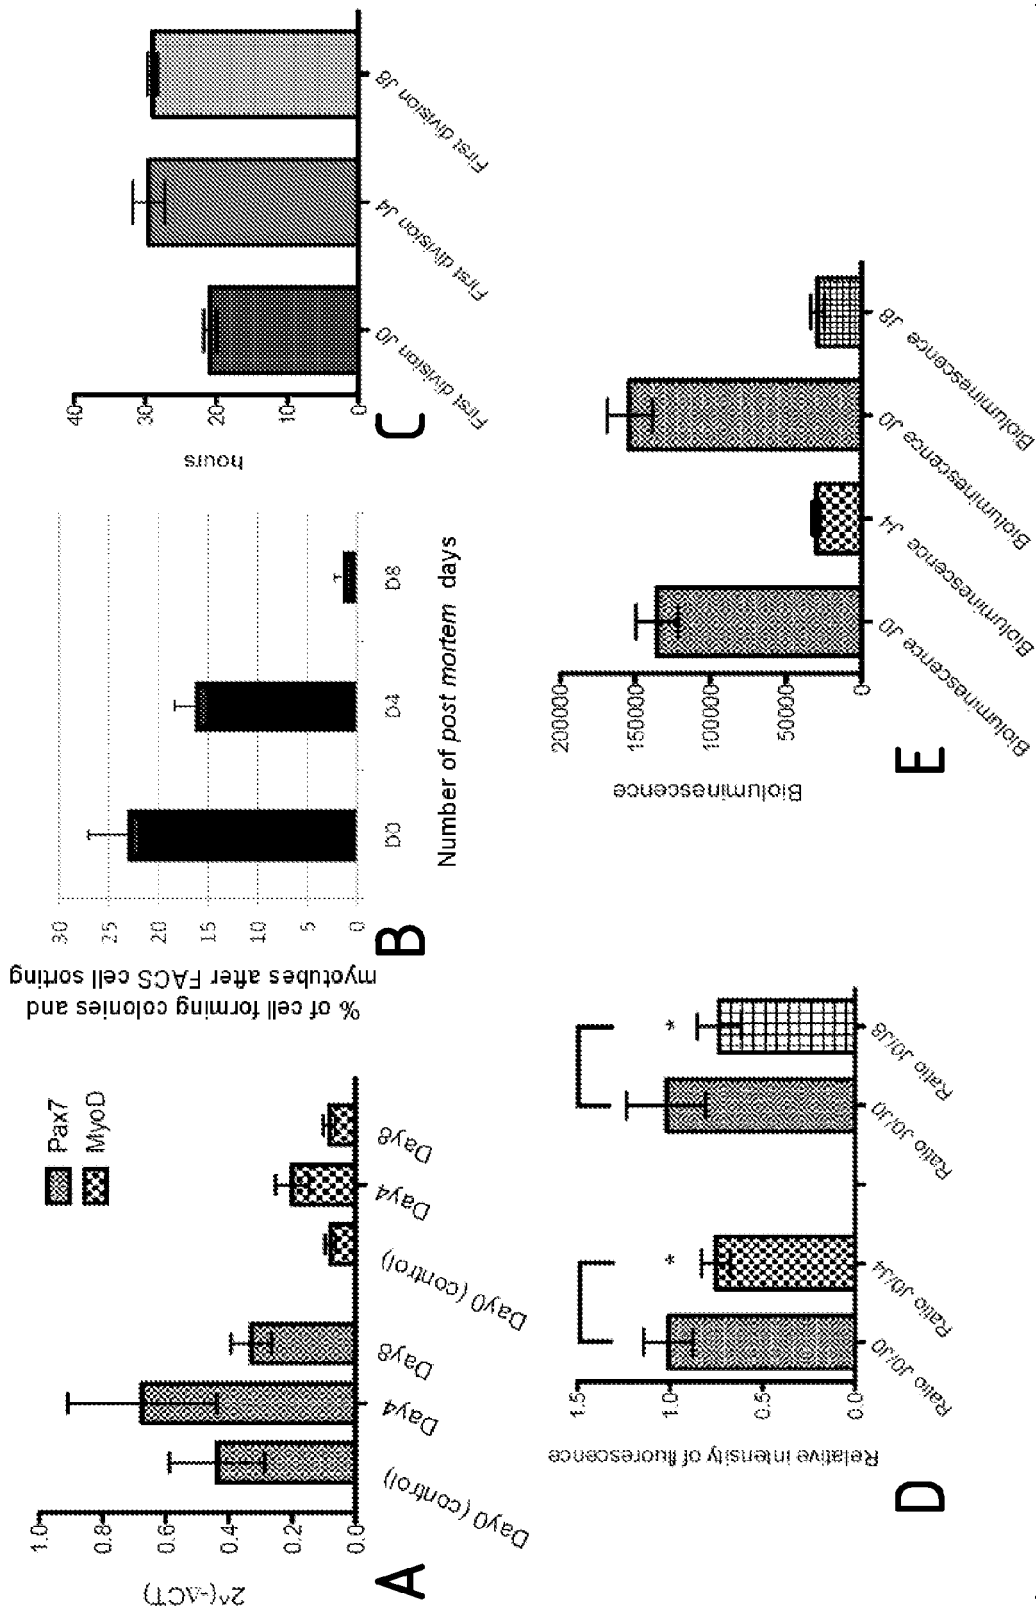 Pax7
MyoD
2^(-ΔCT)
1.0
0.8
0.6
0.4
0.2
0.0
Day0 (control)
Day4
Day8
Day0 (control)
Day4
Day8
A
% of cell forming colonies and
myotubes after FACS cell sorting
30
25
20
15
10
5
0
D0
D4
D8
Number of post mortem days
B
hours
40
30
20
10
0
First division J0
First division J4
First division J8
C
Relative intensity of fluorescence
1.5
1.0
0.5
0.0
*
*
Ratio J0/J0
Ratio J0/J4
Ratio J0/J0
Ratio J0/J8
D
Bioluminescence
200000
150000
100000
50000
0
Bioluminescence J0
Bioluminescence J4
Bioluminescence J0
Bioluminescence J8
E